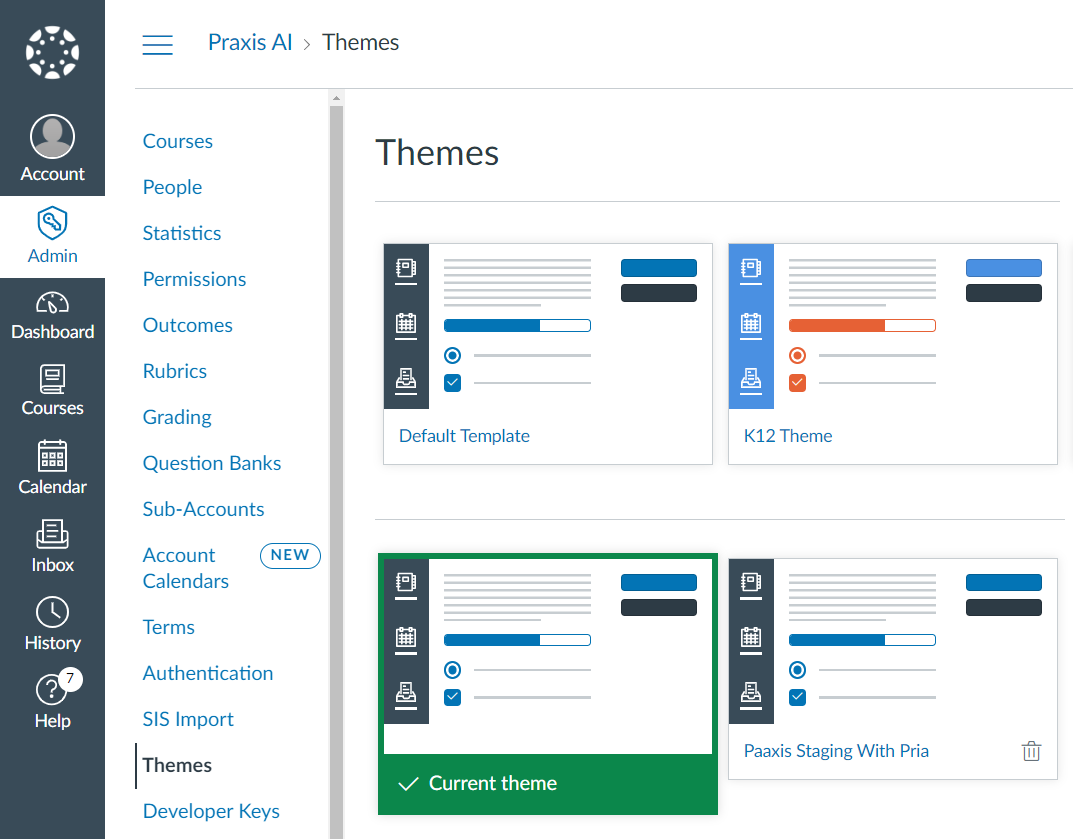 Praxis AI > Themes
Account
Admin
Dashboard
Courses
Calendar
Inbox
History
7
Help
Courses
People
Statistics
Permissions
Outcomes
Rubrics
Grading
Question Banks
Sub-Accounts
Account NEW
Calendars
Terms
Authentication
SIS Import
Themes
Developer Keys
Themes
Default Template
K12 Theme
Current theme
Paaxis Staging With Pria